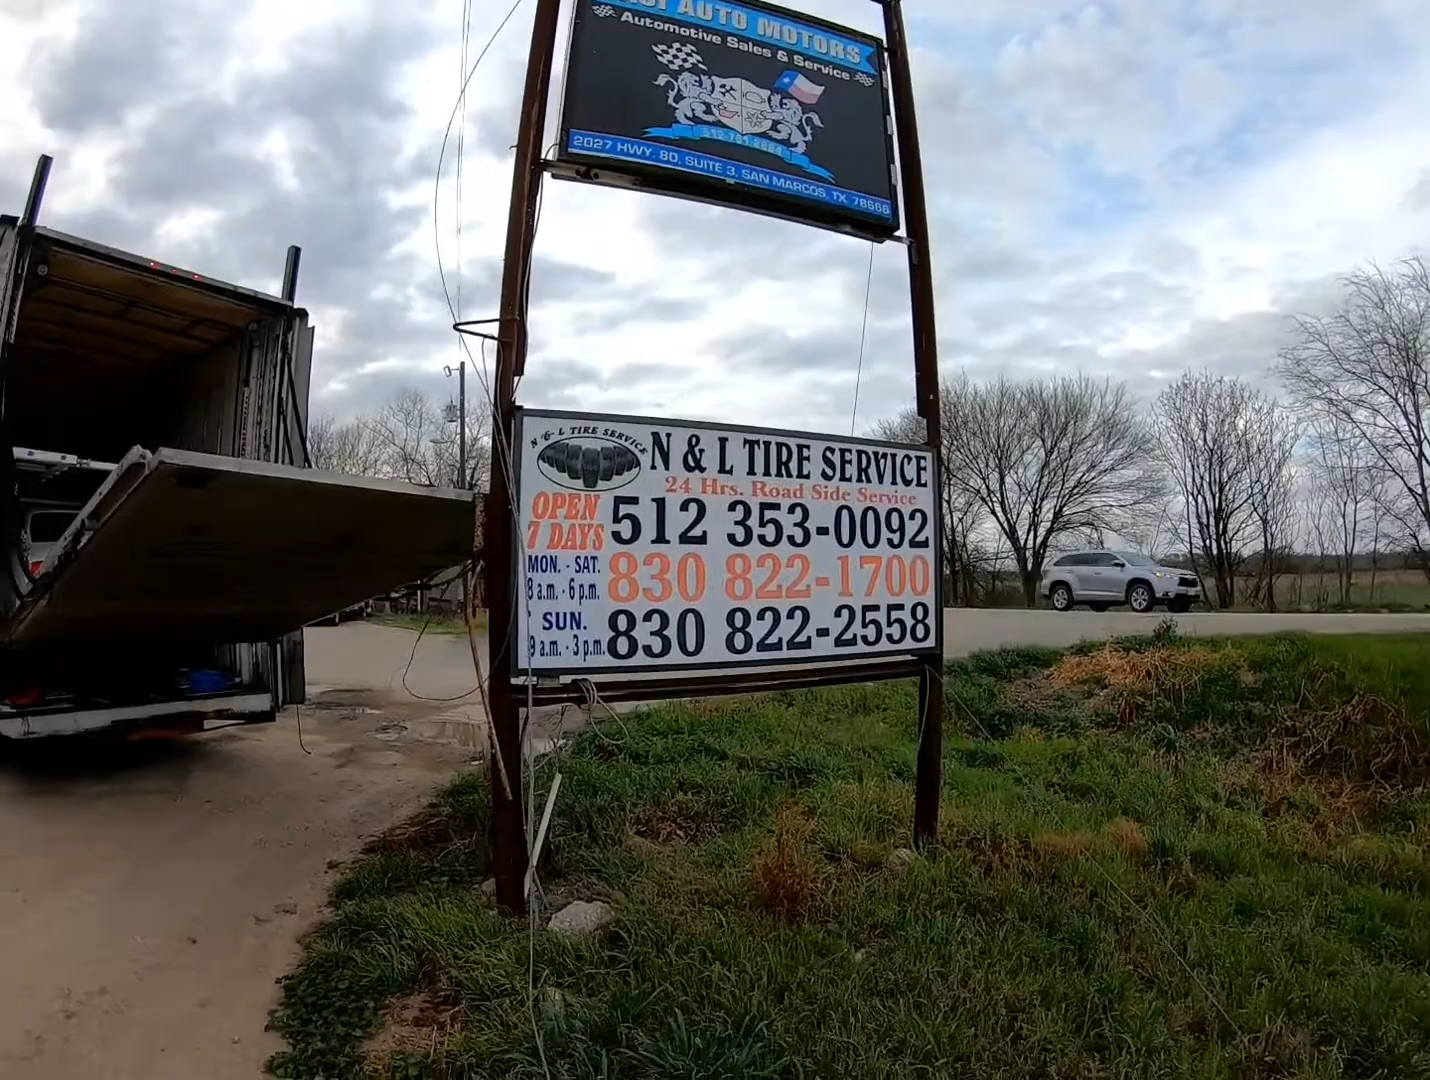 AUTO MOTORS
Automotive Sales & Service
2027 HWY. 80, SUITE 3, SAN MARCOS, TX. 78666
N & L TIRE SERVICE
N & L TIRE SERVICE
24 Hrs. Road Side Service
OPEN
7 DAYS
512 353-0092
MON. - SAT.
8 a.m. - 6 p.m.
830 822-1700
SUN.
9 a.m. - 3 p.m.
830 822-2558